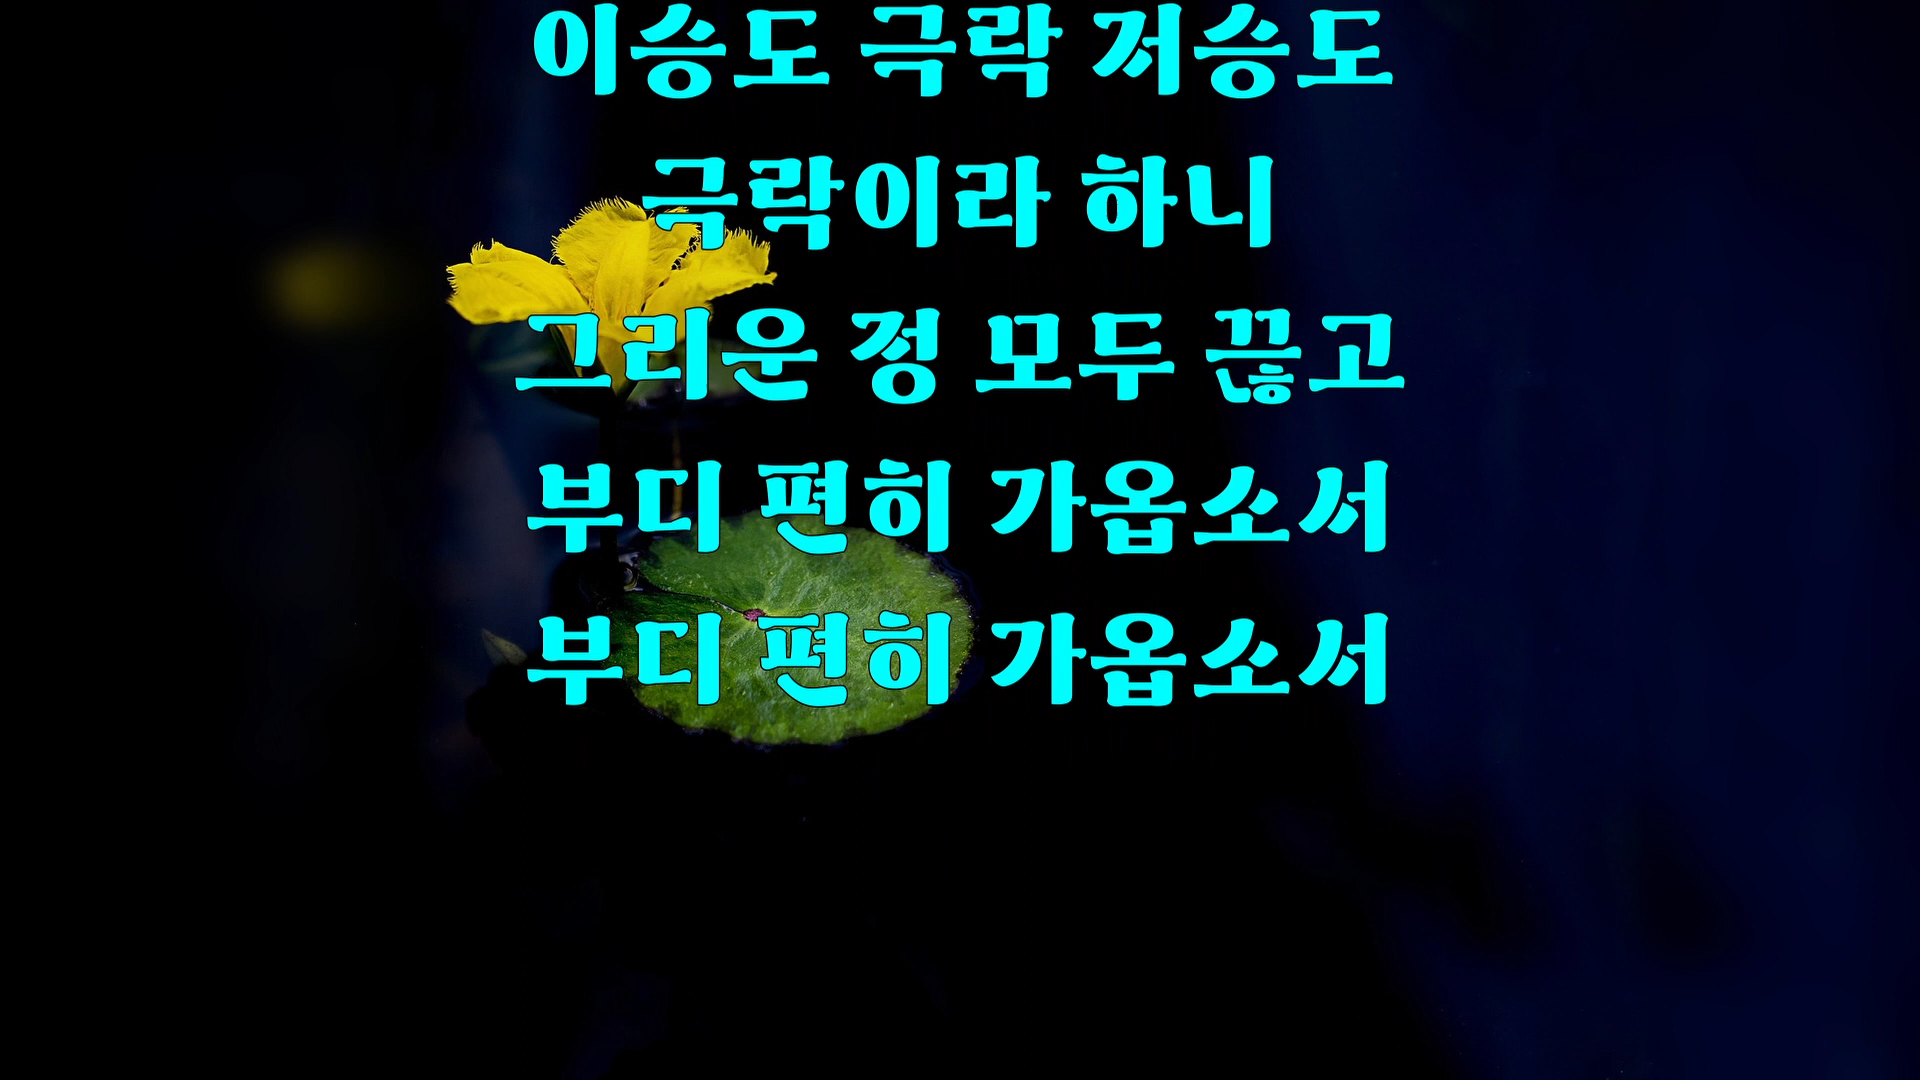 이승도 극락 저승도
극락이라 하니
그리운 정 모두 끊고
부디 편히 가옵소서
부디 편히 가옵소서